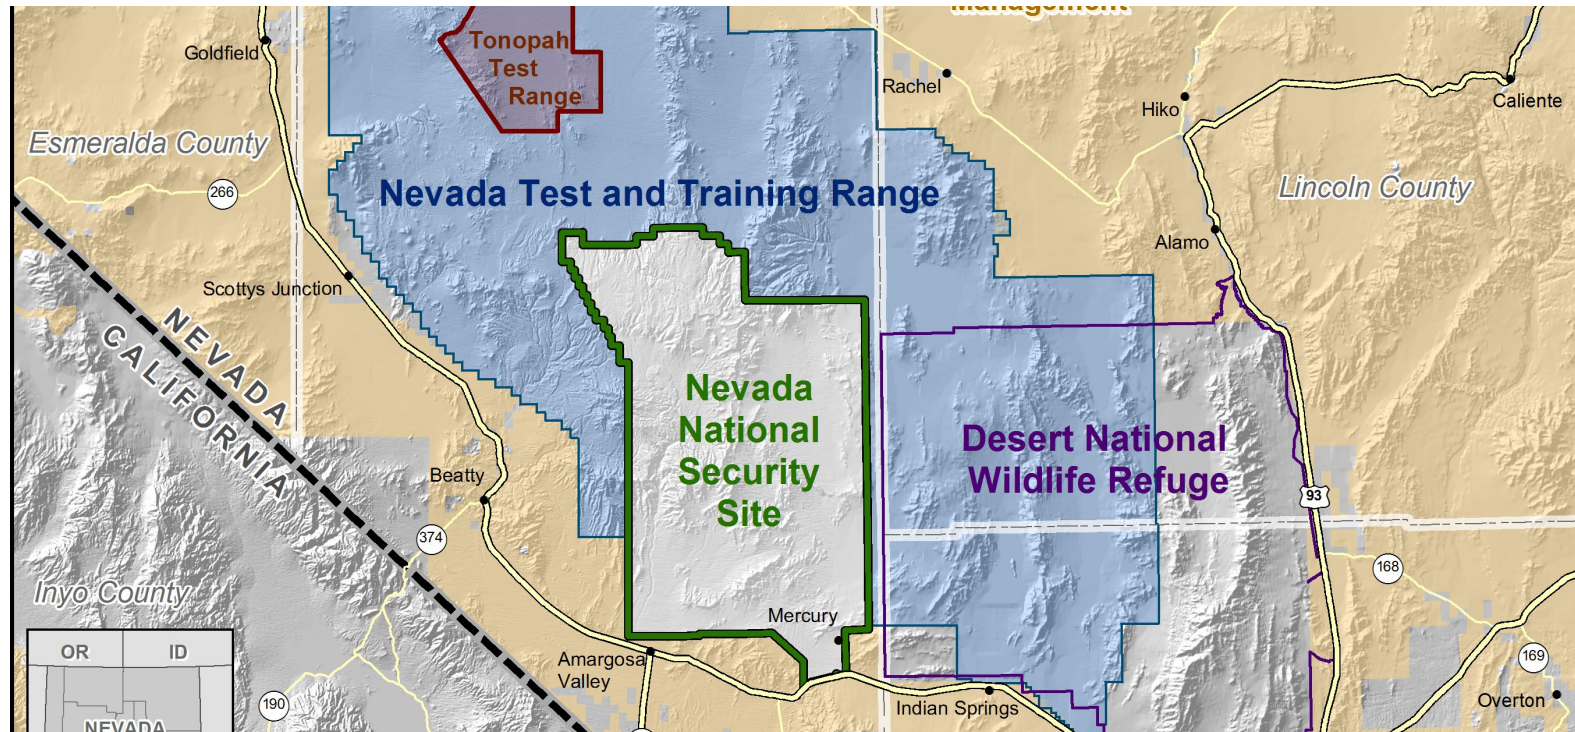 Management
Goldfield
Tonopah
Test
Range
Rachel
Hiko
Caliente
Esmeralda County
266
Nevada Test and Training Range
Lincoln County
Alamo
Scottys Junction
NEVADA
CALIFORNIA
Nevada
National
Security
Site
Desert National
Wildlife Refuge
Beatty
93
374
168
Inyo County
Mercury
OR
ID
Amargosa
Valley
169
190
Indian Springs
Overton
NEVADA